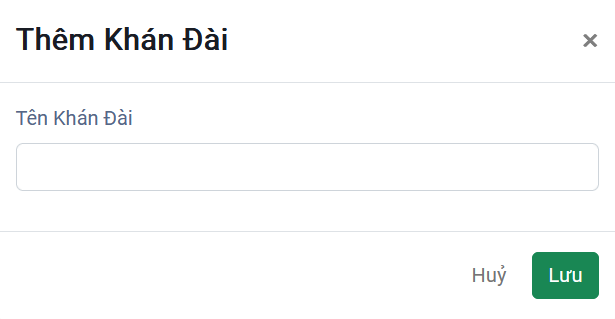 Thêm Khán Đài
×
Tên Khán Đài
Huỷ
Lưu